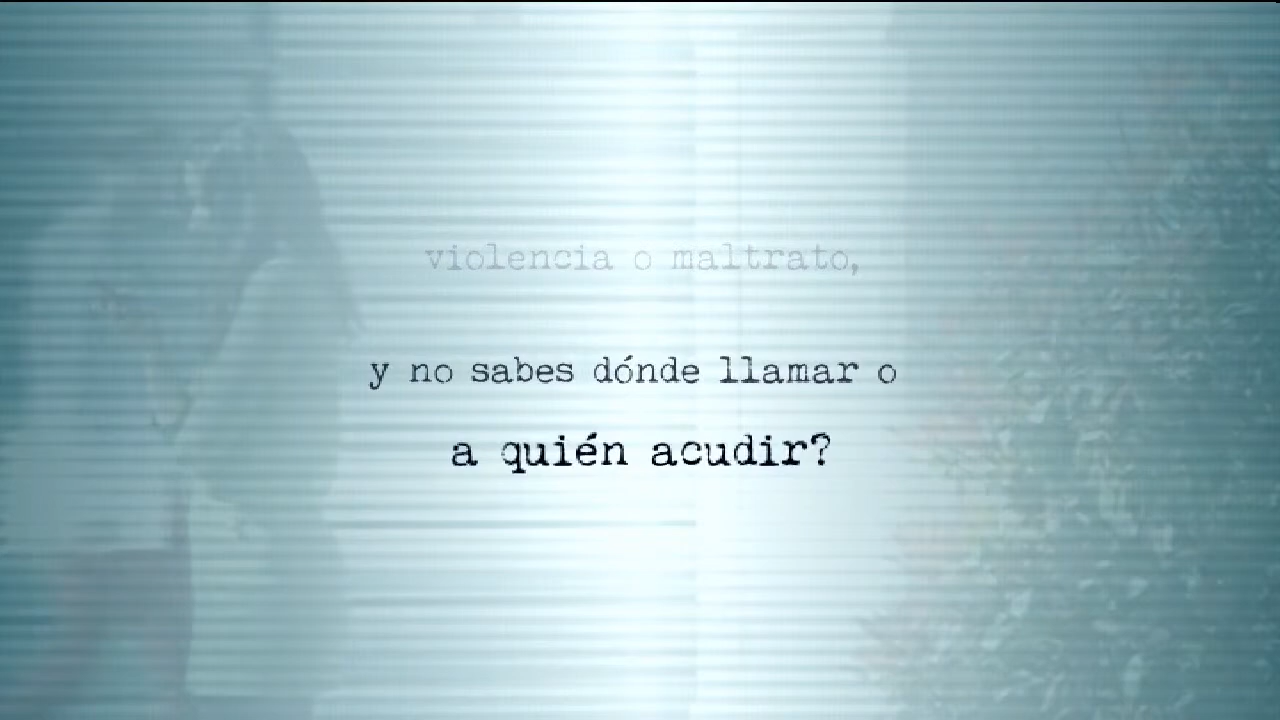 violencia o maltrato,
y no sabes dónde llamar o
a quién acudir?